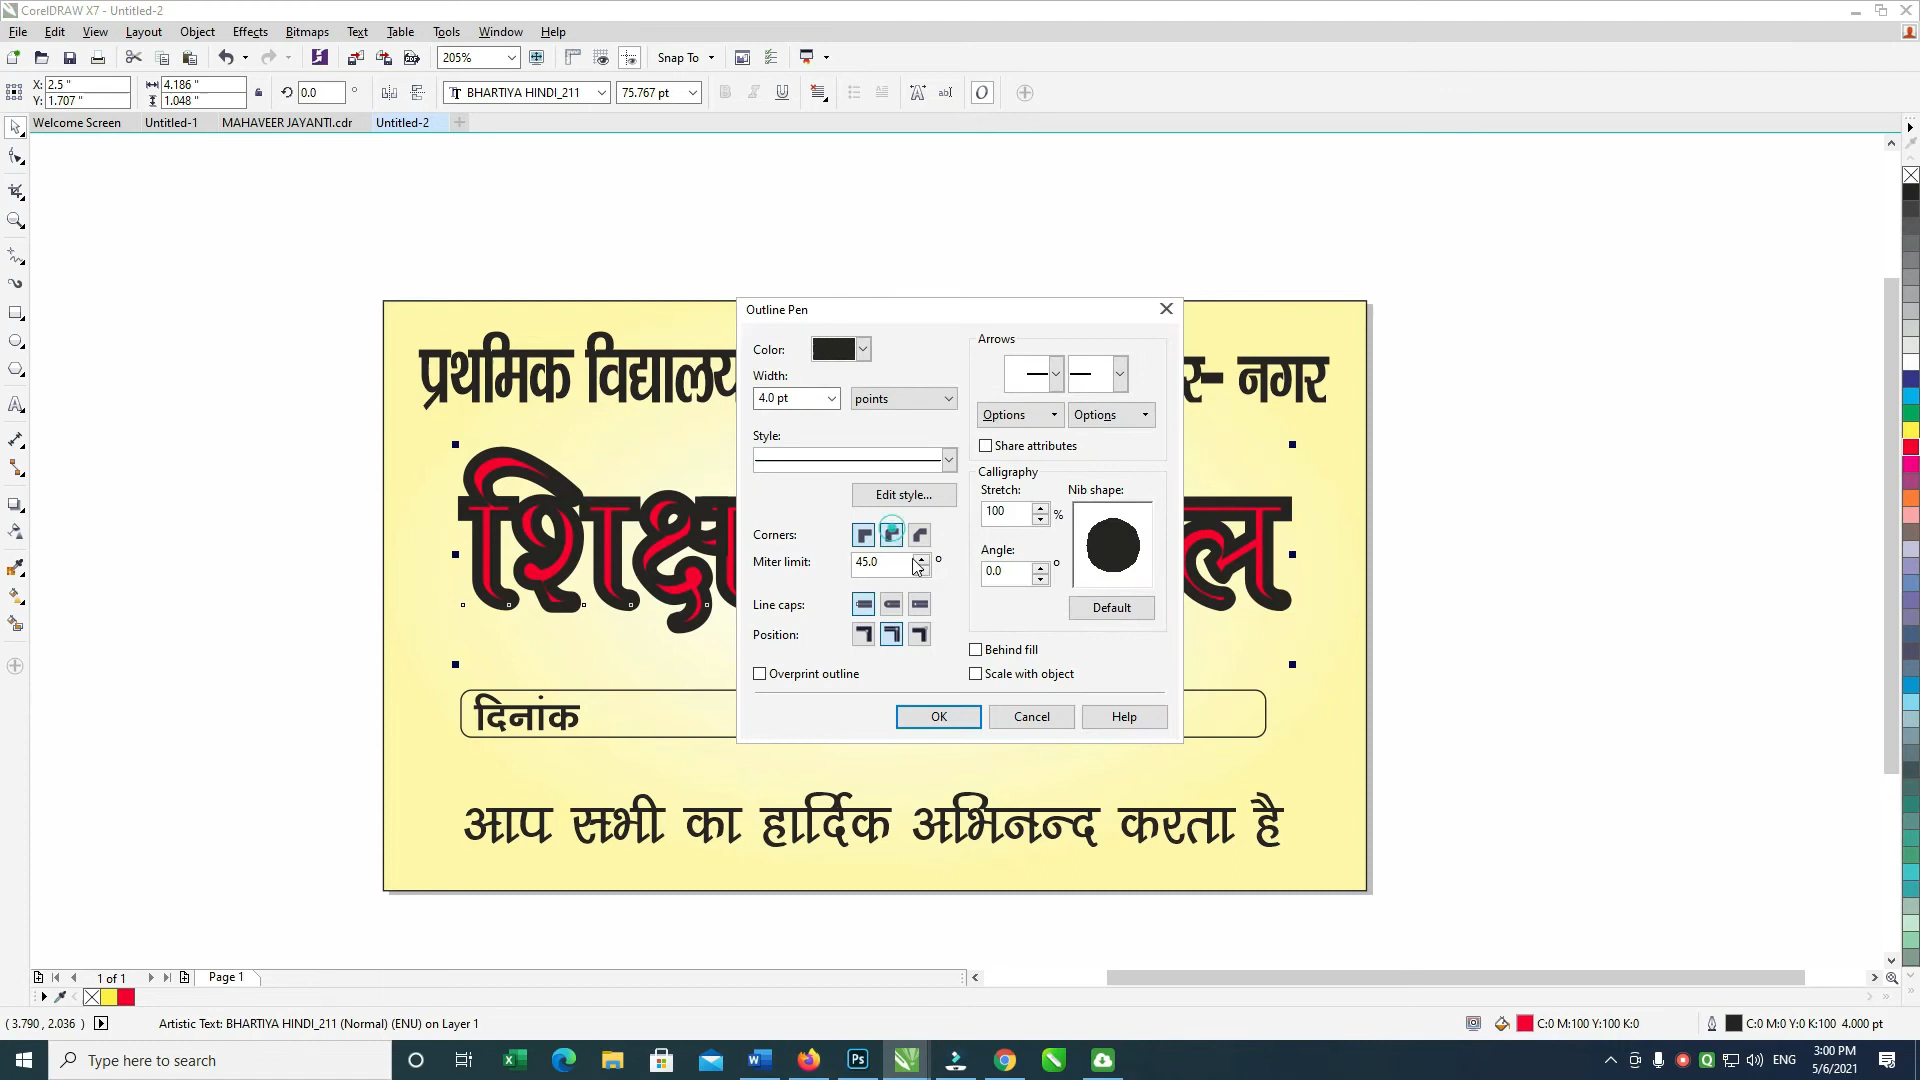 CorelDRAW X7 - Untitled-2
File Edit View Layout Object Effects Bitmaps Text Table Tools Window Help
205% Snap To
X: 2.5 " 4.186 " 0.0 ° BHARTIYA HINDI_211 75.767 pt
Y: 1.707 " 1.048 "
Welcome Screen Untitled-1 MAHAVEER JAYANTI.cdr Untitled-2
Outline Pen
Color:
Width:
4.0 pt points
Style:
Edit style...
Corners:
Miter limit: 45.0 °
Line caps:
Position:
Overprint outline
Arrows
Options Options
Share attributes
Calligraphy
Stretch: Nib shape:
100 %
Angle:
0.0 °
Default
Behind fill
Scale with object
OK Cancel Help
प्रथमिक विद्यालय नगर
दिनांक
आप सभी का हार्दिक अभिनन्द करता है
1 of 1 Page 1
( 3.790 , 2.036 ) Artistic Text: BHARTIYA HINDI_211 (Normal) (ENU) on Layer 1 C:0 M:100 Y:100 K:0 C:0 M:0 Y:0 K:100 4.000 pt
Type here to search ENG 3:00 PM
5/6/2021